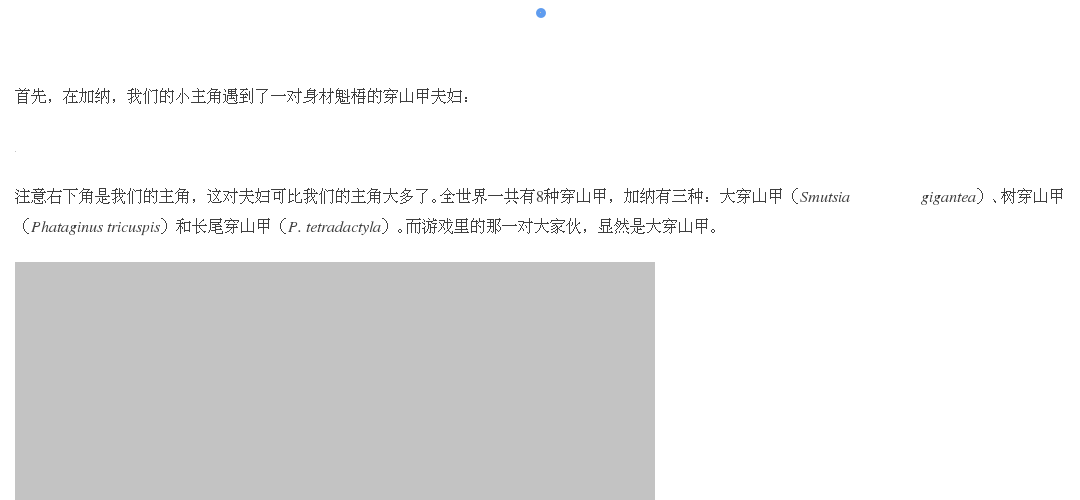 首先，在加纳，我们的小主角遇到了一对身材魁梧的穿山甲夫妇：
注意右下角是我们的主角，这对夫妇可比我们的主角大多了。全世界一共有8种穿山甲，加纳有三种：大穿山甲（Smutsia gigantea）、树穿山甲
（Phataginus tricuspis）和长尾穿山甲（P. tetradactyla）。而游戏里的那一对大家伙，显然是大穿山甲。